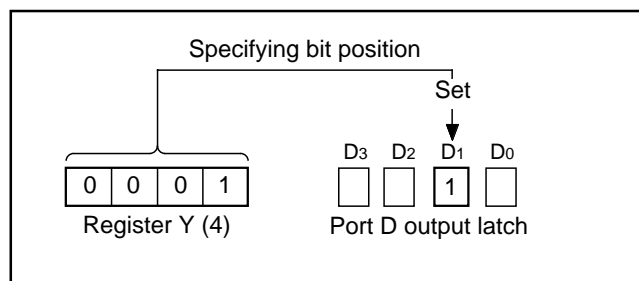 Specifying bit position
Set
D3 D2 D1 D0
0 0 0 1 1
Register Y (4) Port D output latch